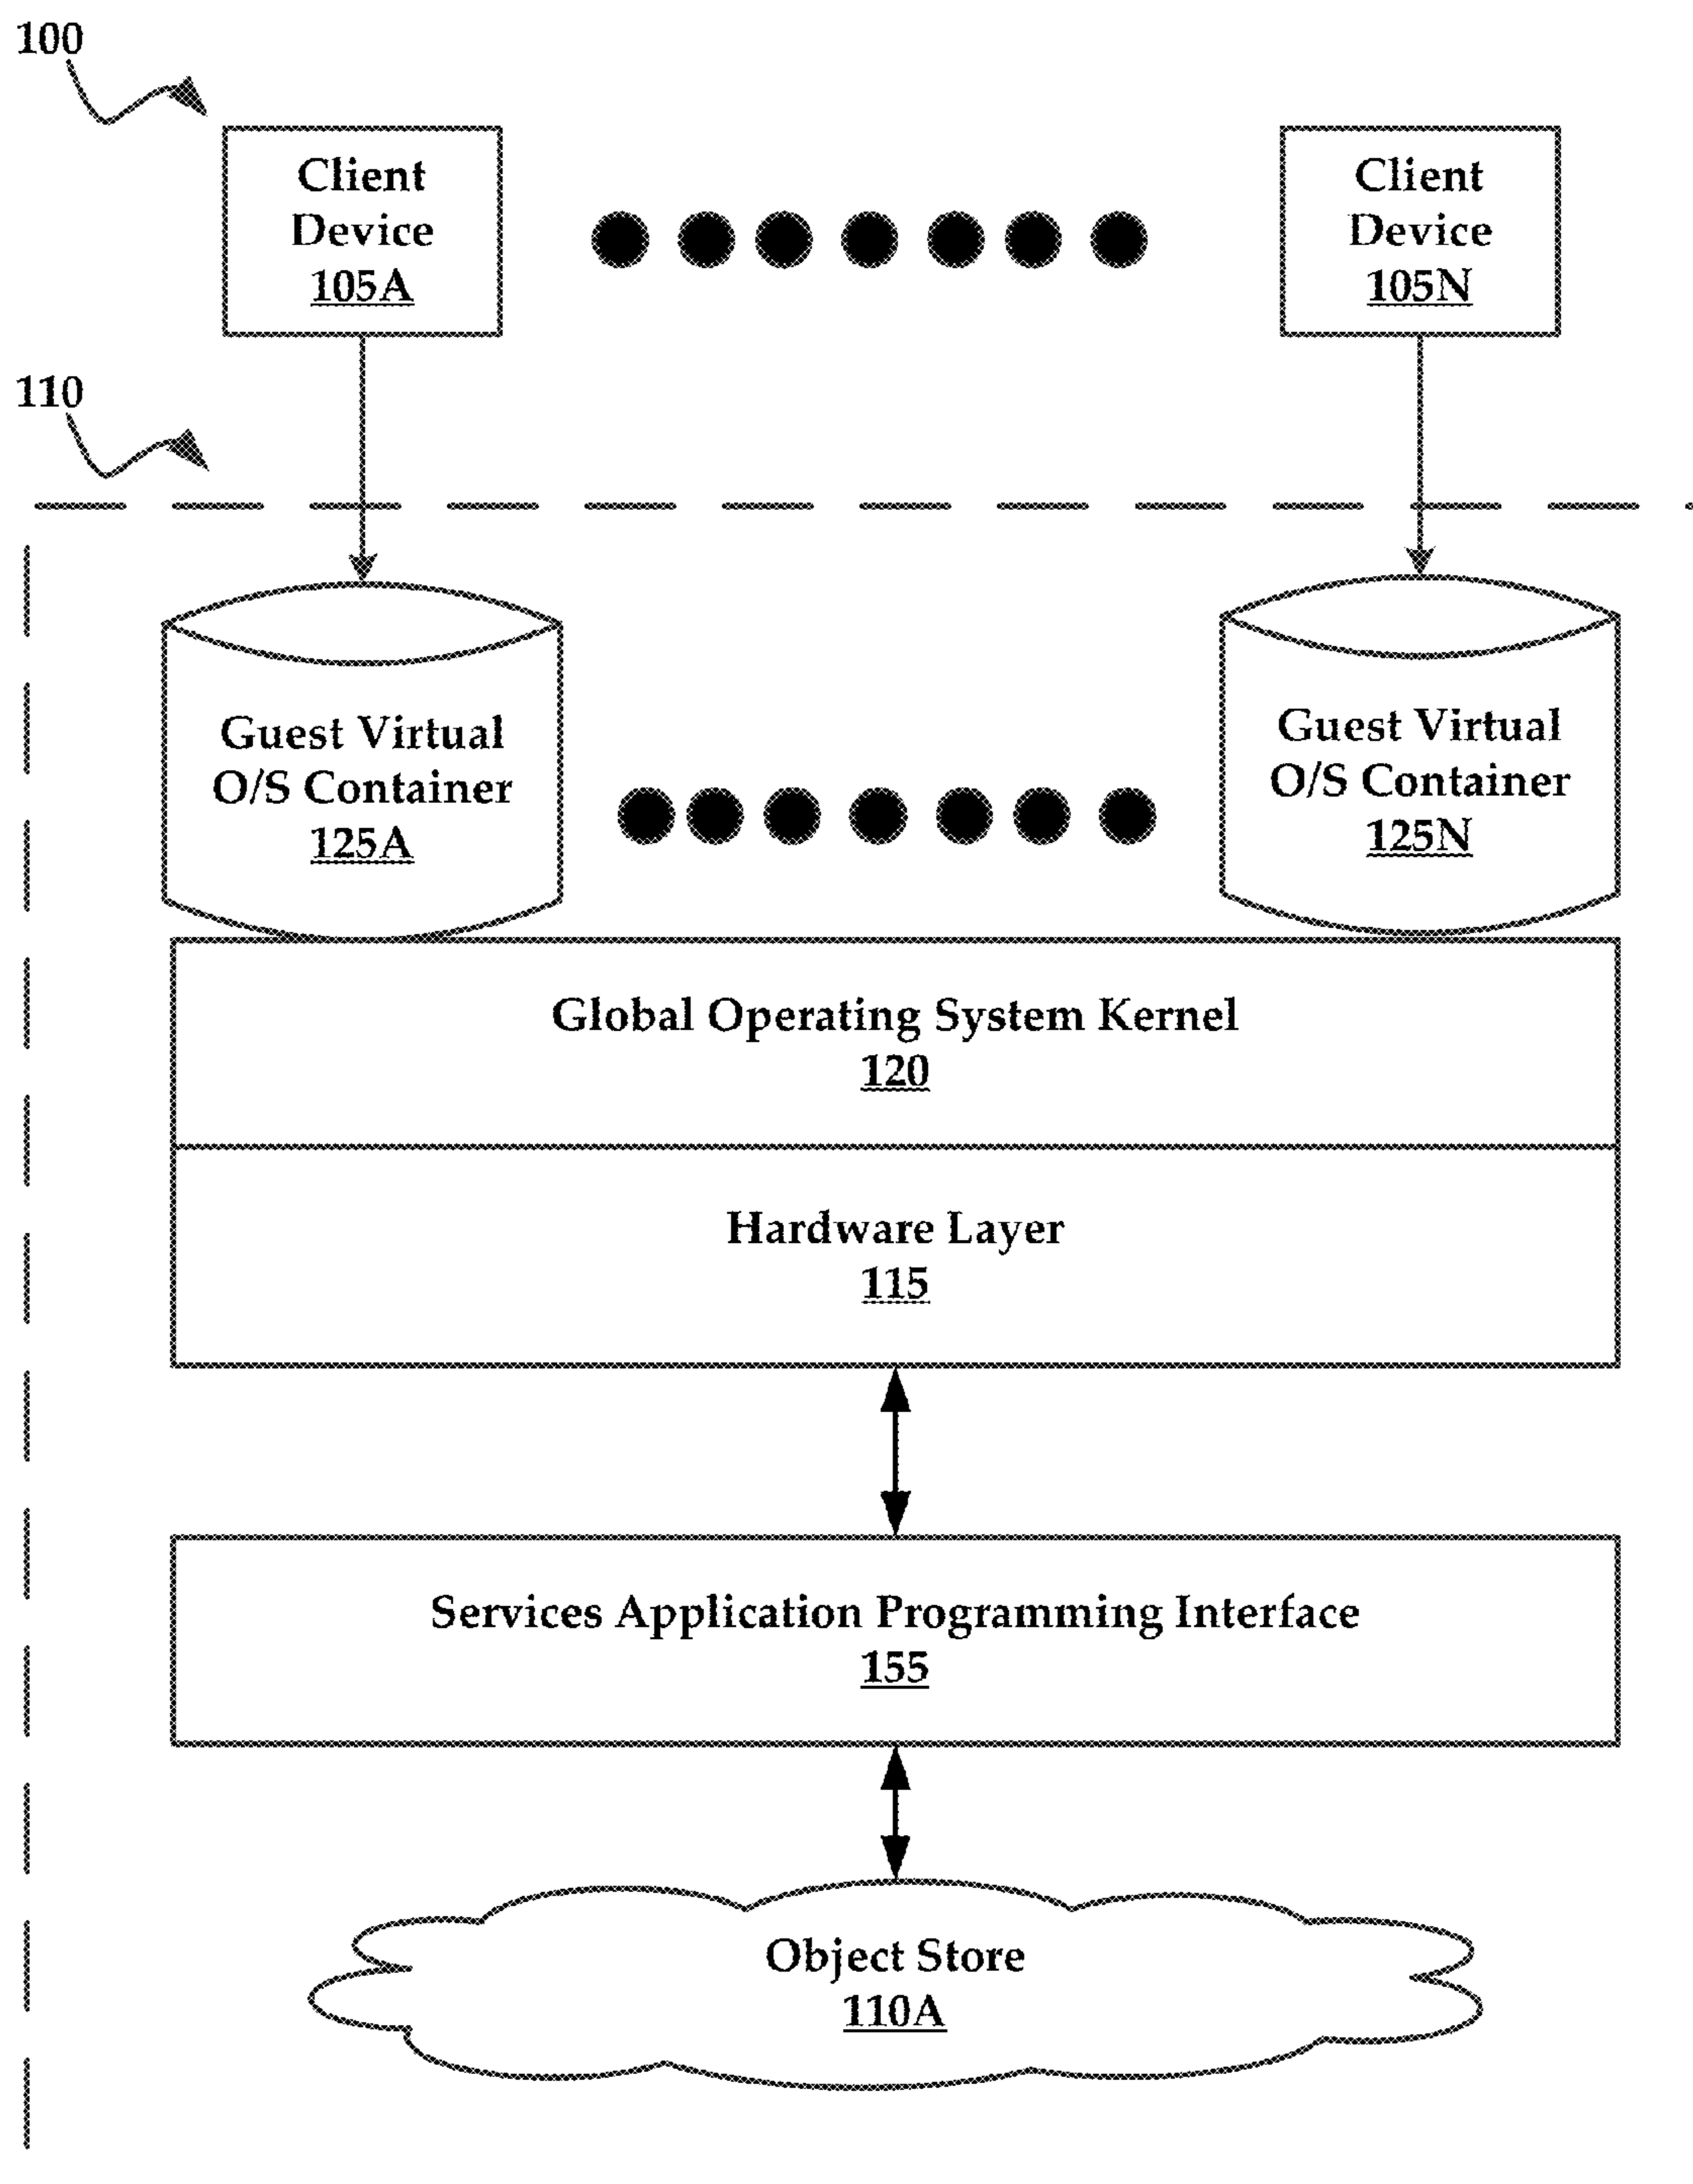 100
Client
Device
105A
Client
Device
105N
110
Guest Virtual
O/S Container
125A
Guest Virtual
O/S Container
125N
Global Operating System Kernel
120
Hardware Layer
115
Services Application Programming Interface
155
Object Store
110A